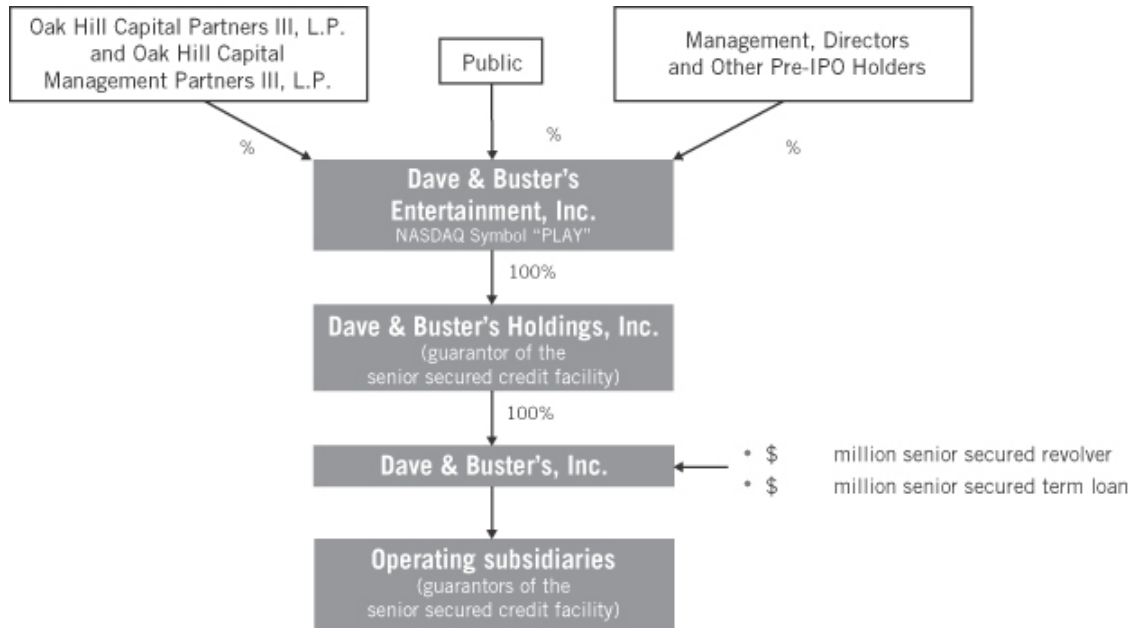 Oak Hill Capital Partners III, L.P.
and Oak Hill Capital
Management Partners III, L.P.
Public
Management, Directors
and Other Pre-IPO Holders
%
%
%
Dave & Buster's
Entertainment, Inc.
NASDAQ Symbol “PLAY”
100%
Dave & Buster's Holdings, Inc.
(guarantor of the
senior secured credit facility)
100%
Dave & Buster's, Inc.
• $ million senior secured revolver
• $ million senior secured term loan
Operating subsidiaries
(guarantors of the
senior secured credit facility)